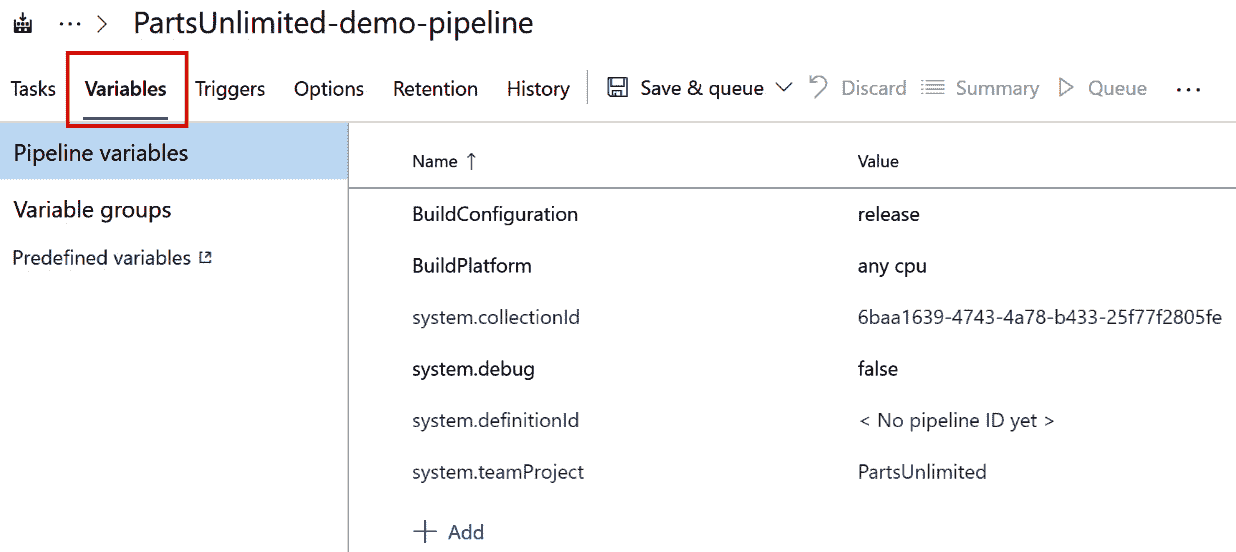 ··· > PartsUnlimited-demo-pipeline
Tasks Variables Triggers Options Retention History Save & queue Discard Summary Queue ···
Pipeline variables
Variable groups
Predefined variables
Name ↑ Value
BuildConfiguration release
BuildPlatform any cpu
system.collectionId 6baa1639-4743-4a78-b433-25f77f2805fe
system.debug false
system.definitionId < No pipeline ID yet >
system.teamProject PartsUnlimited
+ Add